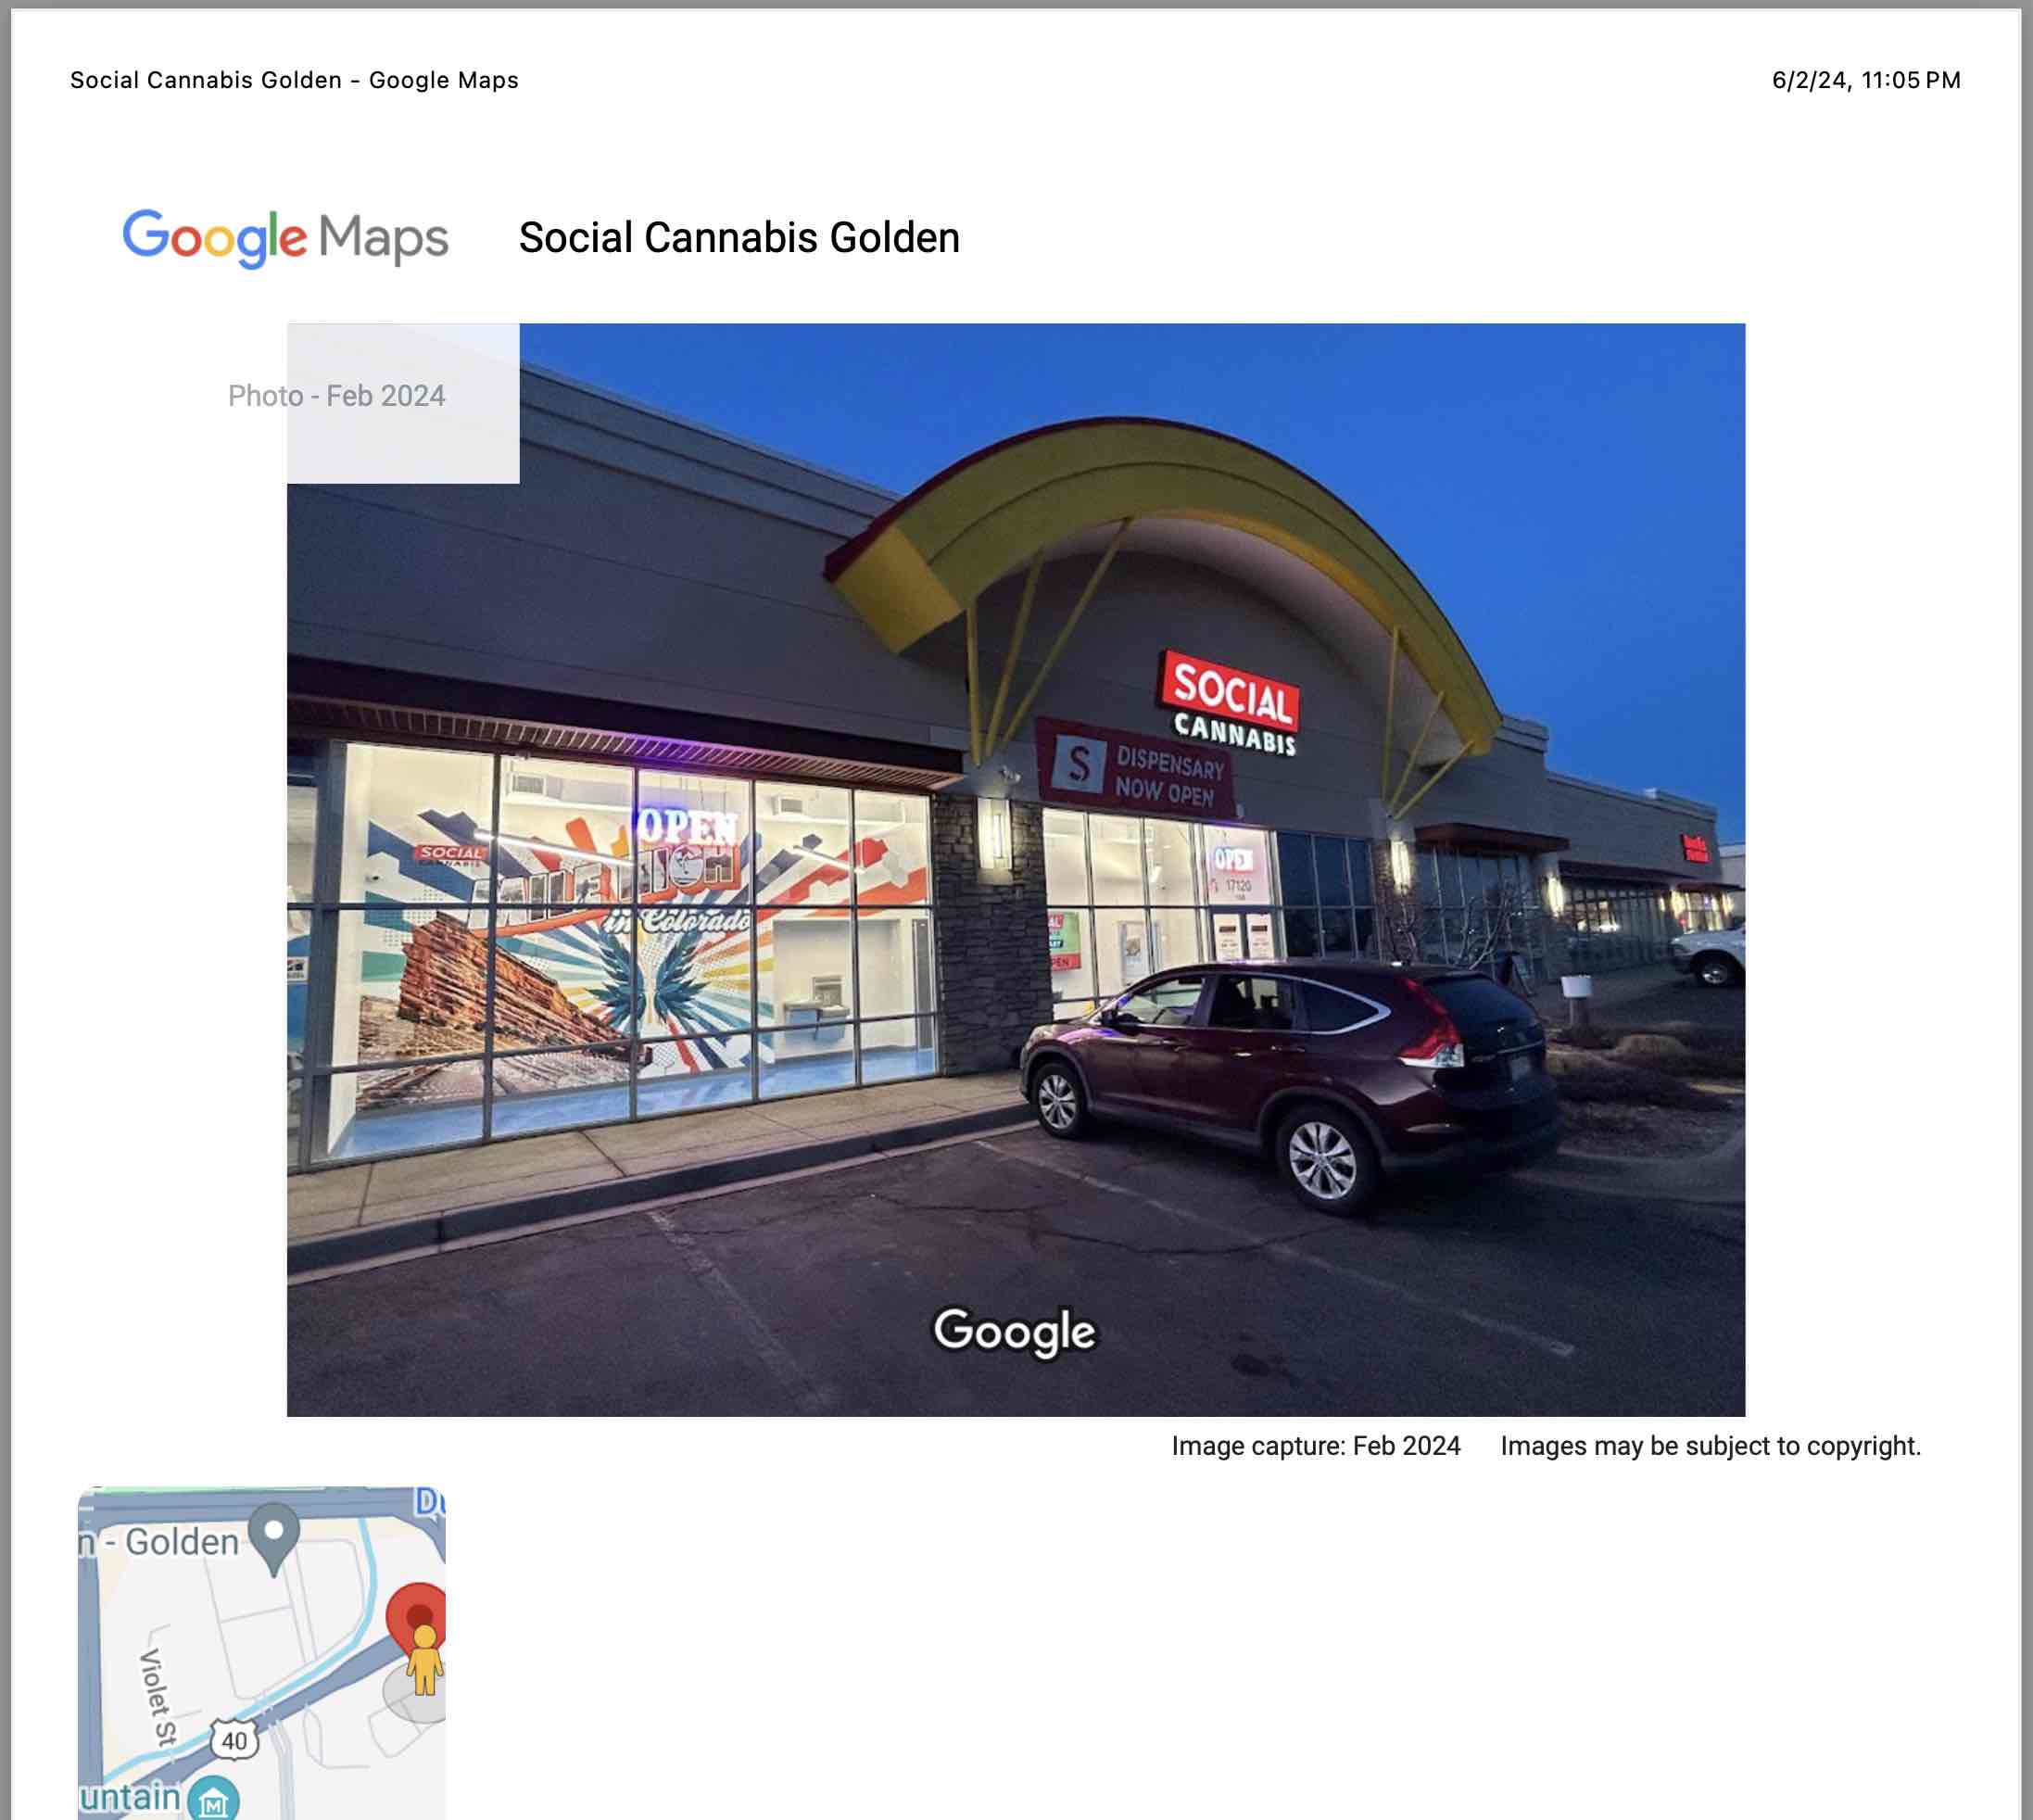 Social Cannabis Golden - Google Maps
6/2/24, 11:05 PM
Google Maps
Social Cannabis Golden
Photo - Feb 2024
SOCIAL
CANNABIS
S
DISPENSARY
NOW OPEN
OPEN
SOCIAL
MILE HIGH
in Colorado
OPEN
17120
Google
Image capture: Feb 2024
Images may be subject to copyright.
n - Golden
Violet St
40
untain
M